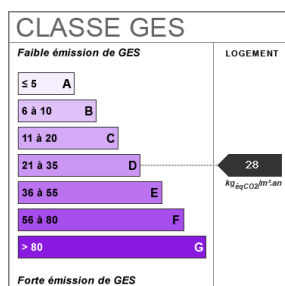 CLASSE GES
Faible émission de GES
LOGEMENT
≤ 5 A
6 à 10 B
11 à 20 C
21 à 35 D
28
kgéqCO2/m².an
36 à 55 E
56 à 80 F
> 80 G
Forte émission de GES